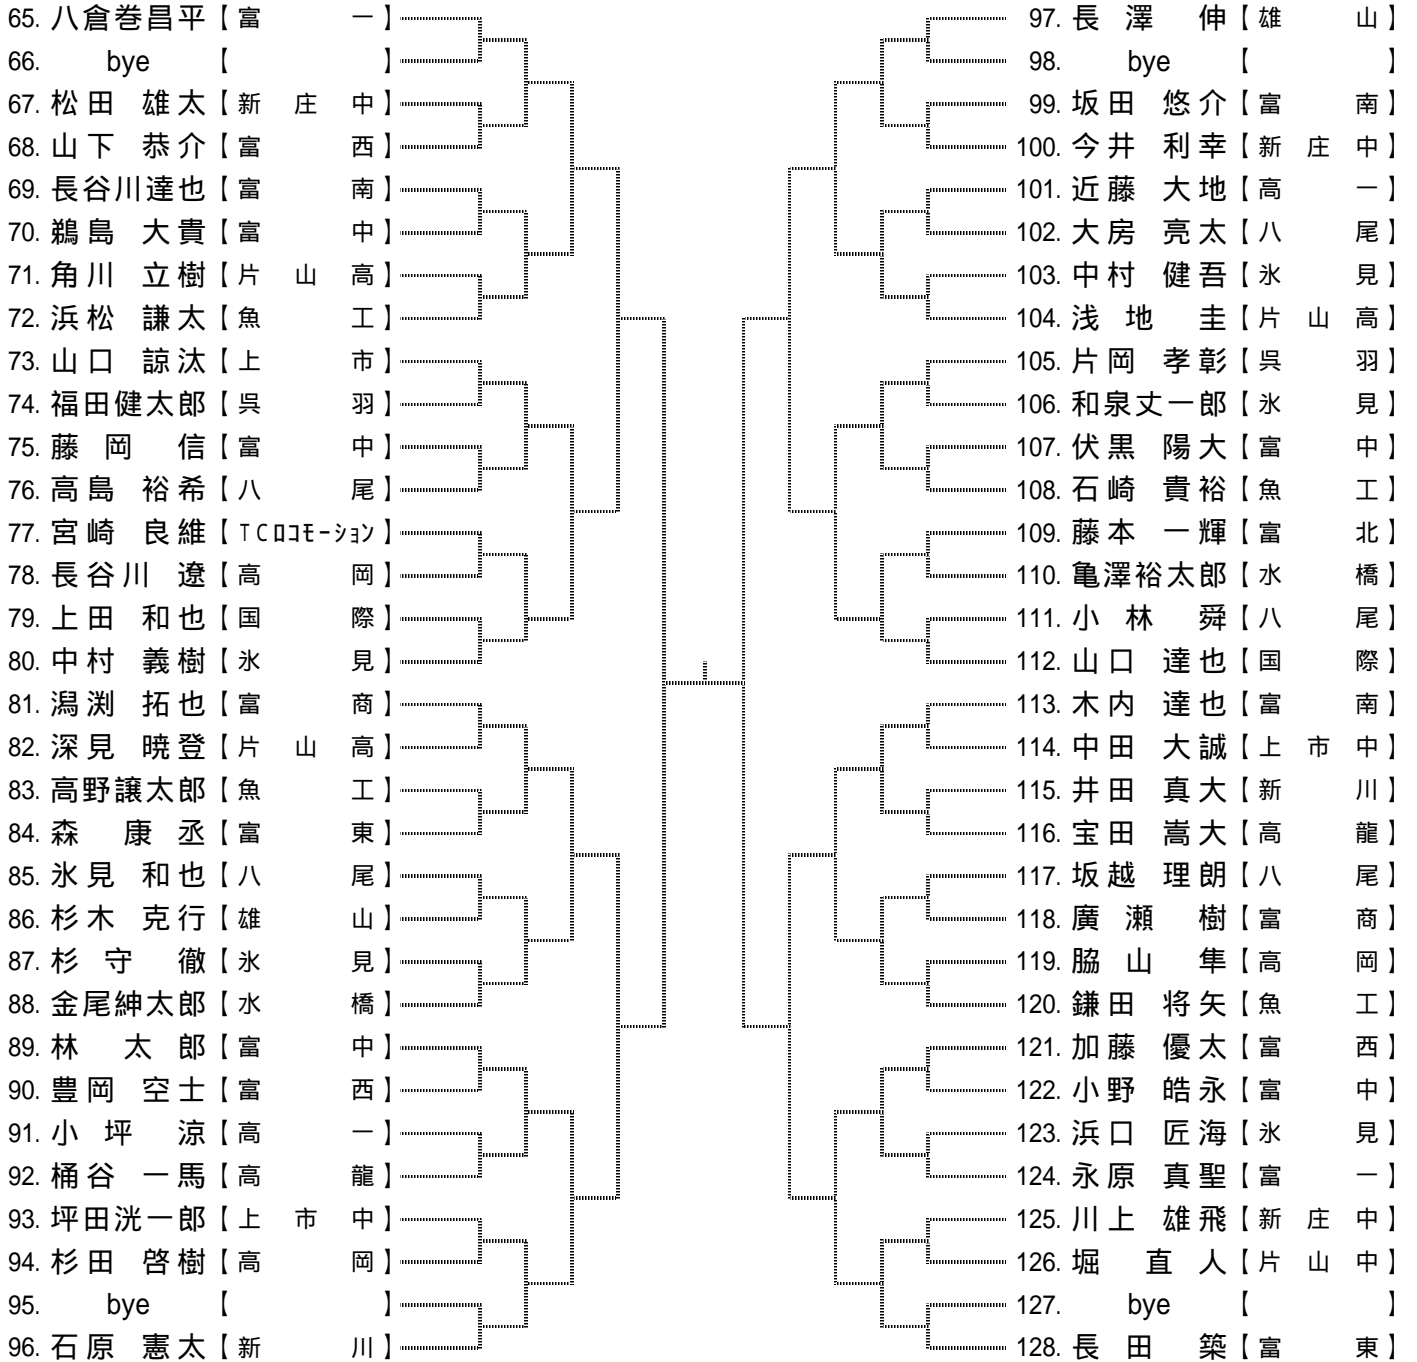 65. 八倉巻昌平【富 一】
66. bye 【 】
67. 松田 雄太【新 庄 中】
68. 山下 恭介【富 西】
69. 長谷川達也【富 南】
70. 鵜島 大貴【富 中】
71. 角川 立樹【片 山 高】
72. 浜松 謙太【魚 工】
73. 山口 諒汰【上 市】
74. 福田健太郎【呉 羽】
75. 藤岡 信【富 中】
76. 高島 裕希【八 尾】
77. 宮崎 良維【TCﾛｺﾓｰｼｮﾝ】
78. 長谷川 遼【高 岡】
79. 上田 和也【国 際】
80. 中村 義樹【氷 見】
81. 潟渕 拓也【富 商】
82. 深見 暁登【片 山 高】
83. 高野譲太郎【魚 工】
84. 森 康丞【富 東】
85. 氷見 和也【八 尾】
86. 杉木 克行【雄 山】
87. 杉守 徹【氷 見】
88. 金尾紳太郎【水 橋】
89. 林 太郎【富 中】
90. 豊岡 空士【富 西】
91. 小坪 涼【高 一】
92. 桶谷 一馬【高 龍】
93. 坪田洸一郎【上 市 中】
94. 杉田 啓樹【高 岡】
95. bye 【 】
96. 石原 憲太【新 川】
97. 長澤 伸【雄 山】
98. bye 【 】
99. 坂田 悠介【富 南】
100. 今井 利幸【新 庄 中】
101. 近藤 大地【高 一】
102. 大房 亮太【八 尾】
103. 中村 健吾【氷 見】
104. 浅地 圭【片 山 高】
105. 片岡 孝彰【呉 羽】
106. 和泉丈一郎【氷 見】
107. 伏黒 陽大【富 中】
108. 石崎 貴裕【魚 工】
109. 藤本 一輝【富 北】
110. 亀澤裕太郎【水 橋】
111. 小林 舜【八 尾】
112. 山口 達也【国 際】
113. 木内 達也【富 南】
114. 中田 大誠【上 市 中】
115. 井田 真大【新 川】
116. 宝田 嵩大【高 龍】
117. 坂越 理朗【八 尾】
118. 廣瀬 樹【富 商】
119. 脇山 隼【高 岡】
120. 鎌田 将矢【魚 工】
121. 加藤 優太【富 西】
122. 小野 皓永【富 中】
123. 浜口 匠海【氷 見】
124. 永原 真聖【富 一】
125. 川上 雄飛【新 庄 中】
126. 堀 直人【片 山 中】
127. bye 【 】
128. 長田 築【富 東】